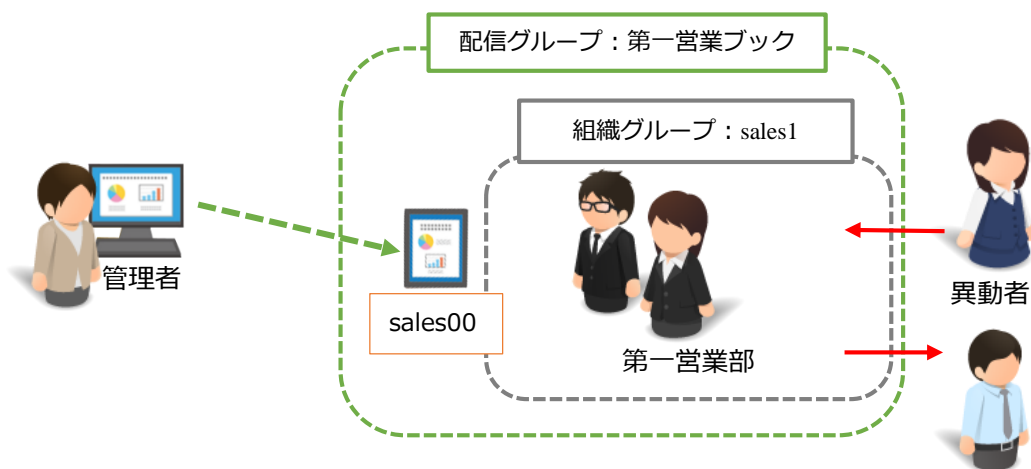 配信グループ：第一営業ブック
組織グループ：sales1
管理者
sales00
第一営業部
異動者